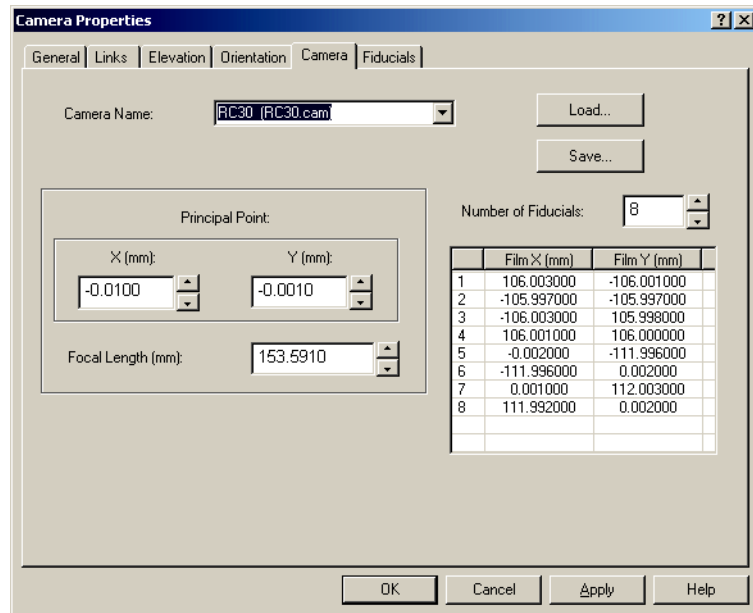 Camera Properties
General Links Elevation Orientation Camera Fiducials
Camera Name: RC30 (RC30.cam) Load...
Save...
Principal Point:
X (mm): Y (mm):
-0.0100 -0.0010
Focal Length (mm): 153.5910
Number of Fiducials: 8
Film X (mm) Film Y (mm)
1 106.003000 -106.001000
2 -105.997000 -105.997000
3 -106.003000 105.998000
4 106.001000 106.000000
5 -0.002000 -111.996000
6 -111.996000 0.002000
7 0.001000 112.003000
8 111.992000 0.002000
OK Cancel Apply Help